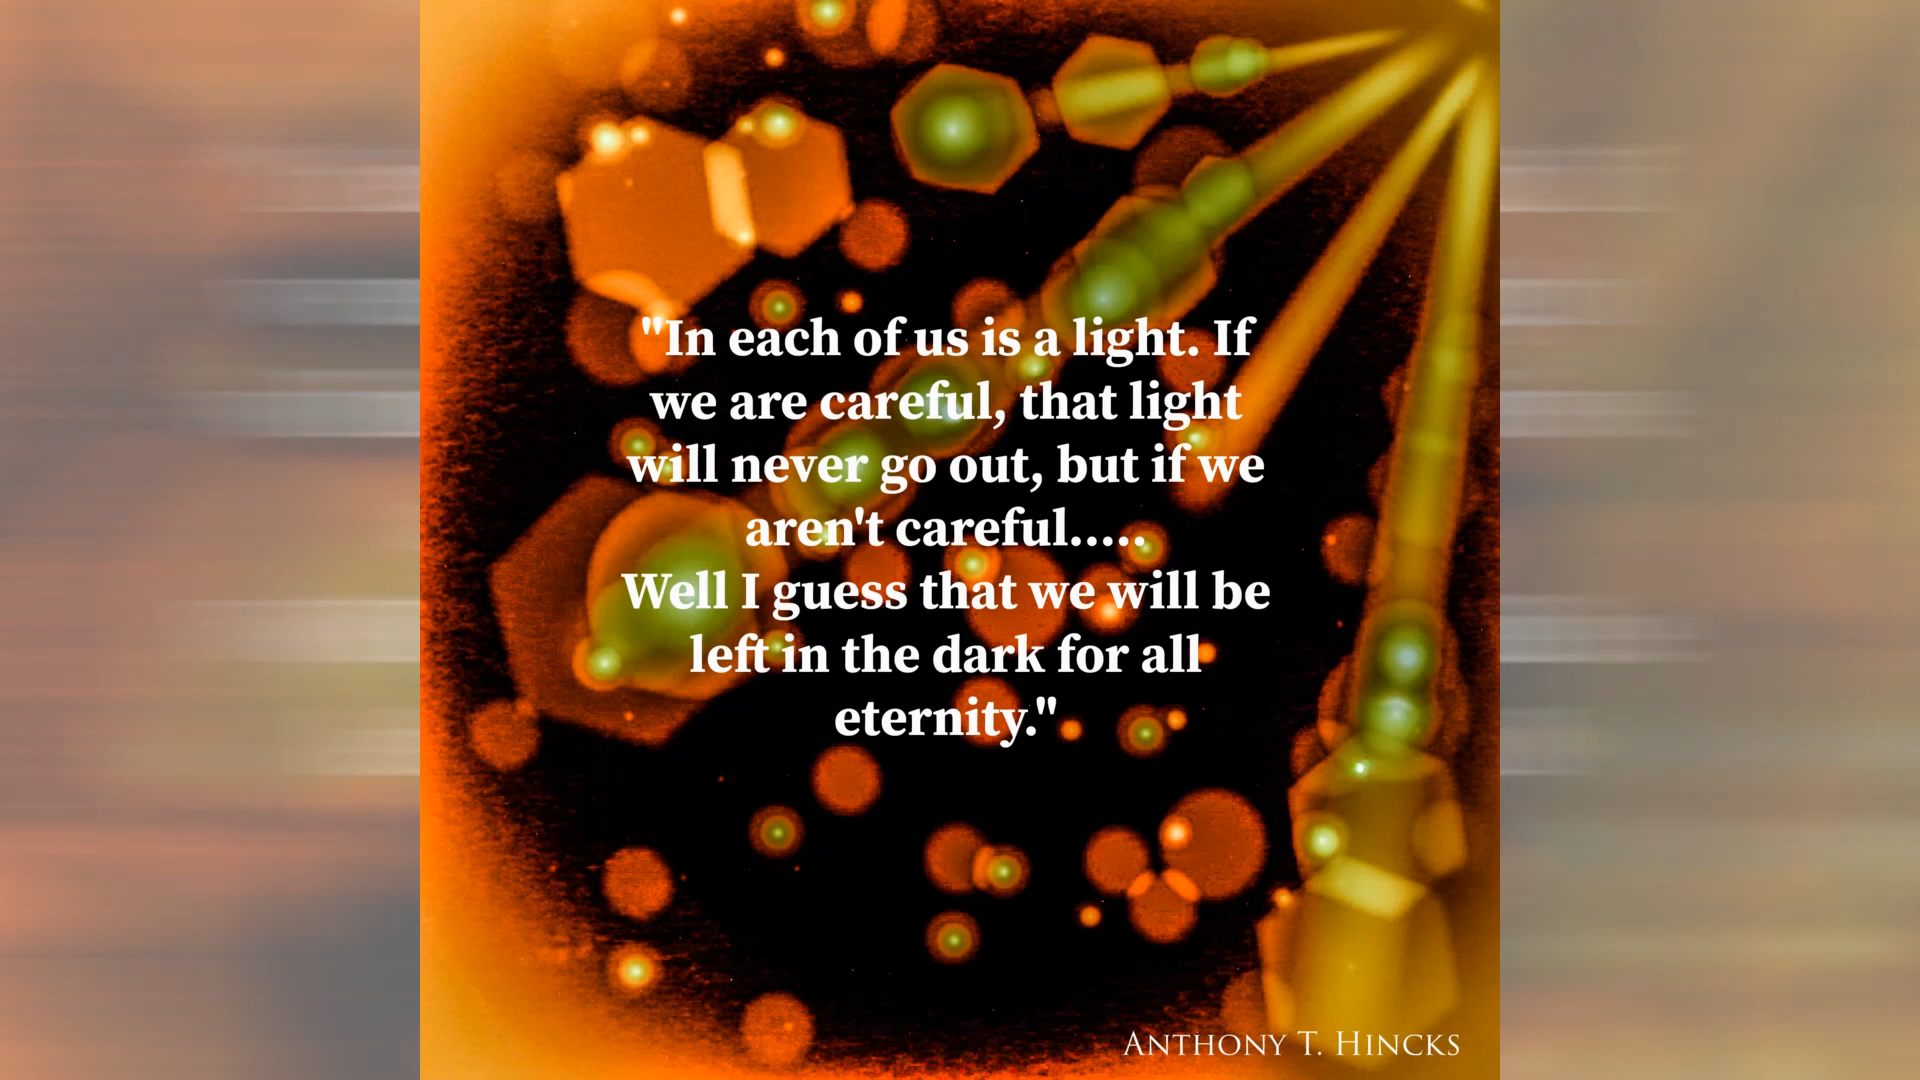 "In each of us is a light. If
we are careful, that light
will never go out, but if we
aren't careful.....
Well I guess that we will be
left in the dark for all
eternity."
Anthony T. Hincks